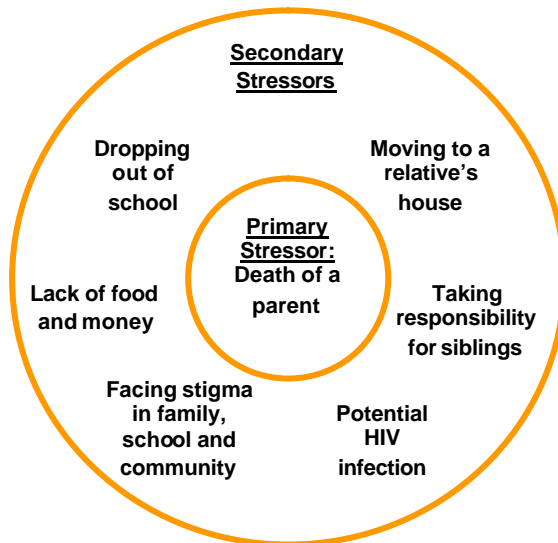 Secondary
Stressors
Dropping
out of
school
Moving to a
relative's
house
Primary
Stressor:
Death of a
parent
Lack of food
and money
Taking
responsibility
for siblings
Facing stigma
in family,
school and
community
Potential
HIV
infection